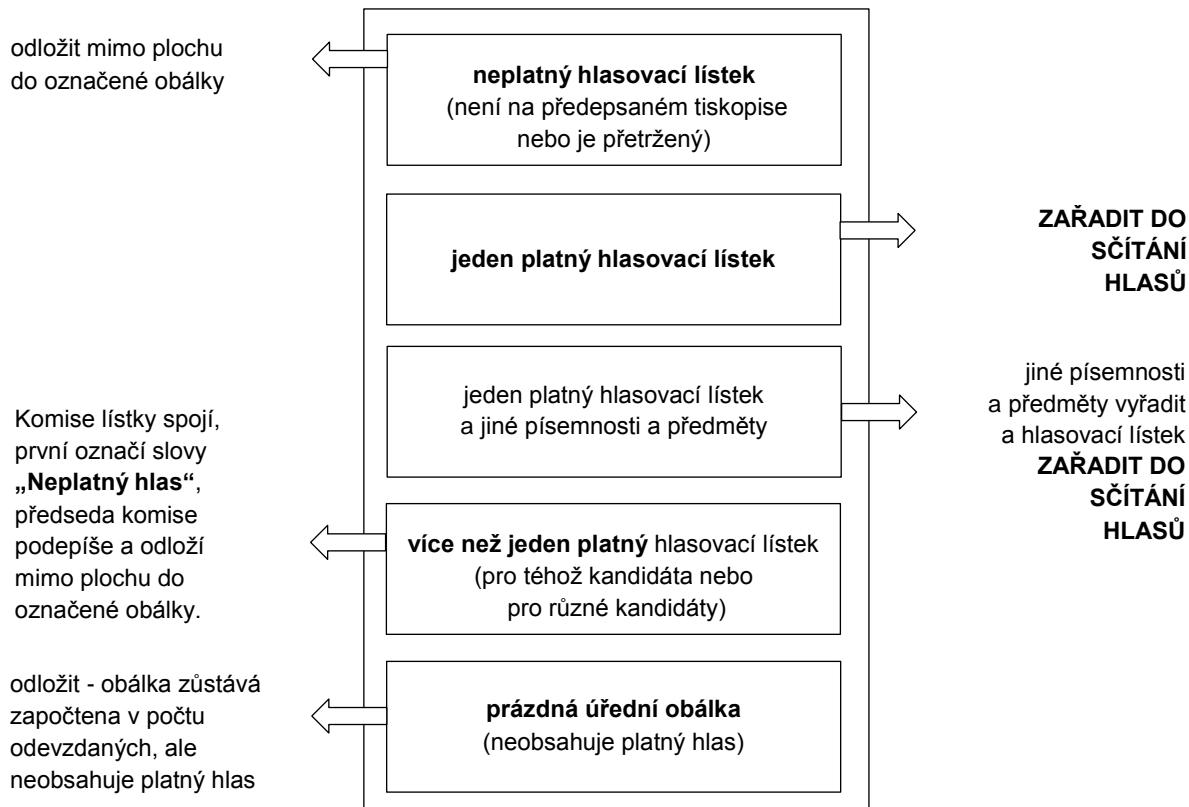 odložit mimo plochu
do označené obálky
neplatný hlasovací lístek
(není na předepsaném tiskopise
nebo je přetržený)
jeden platný hlasovací lístek
ZAŘADIT DO
SČÍTÁNÍ
HLASŮ
jeden platný hlasovací lístek
a jiné písemnosti a předměty
jiné písemnosti
a předměty vyřadit
a hlasovací lístek
ZAŘADIT DO
SČÍTÁNÍ
HLASŮ
Komise lístky spojí,
první označí slovy
„Neplatný hlas“,
předseda komise
podepíše a odloží
mimo plochu do
označené obálky.
více než jeden platný hlasovací lístek
(pro téhož kandidáta nebo
pro různé kandidáty)
odložit - obálka zůstává
započtena v počtu
odevzdaných, ale
neobsahuje platný hlas
prázdná úřední obálka
(neobsahuje platný hlas)